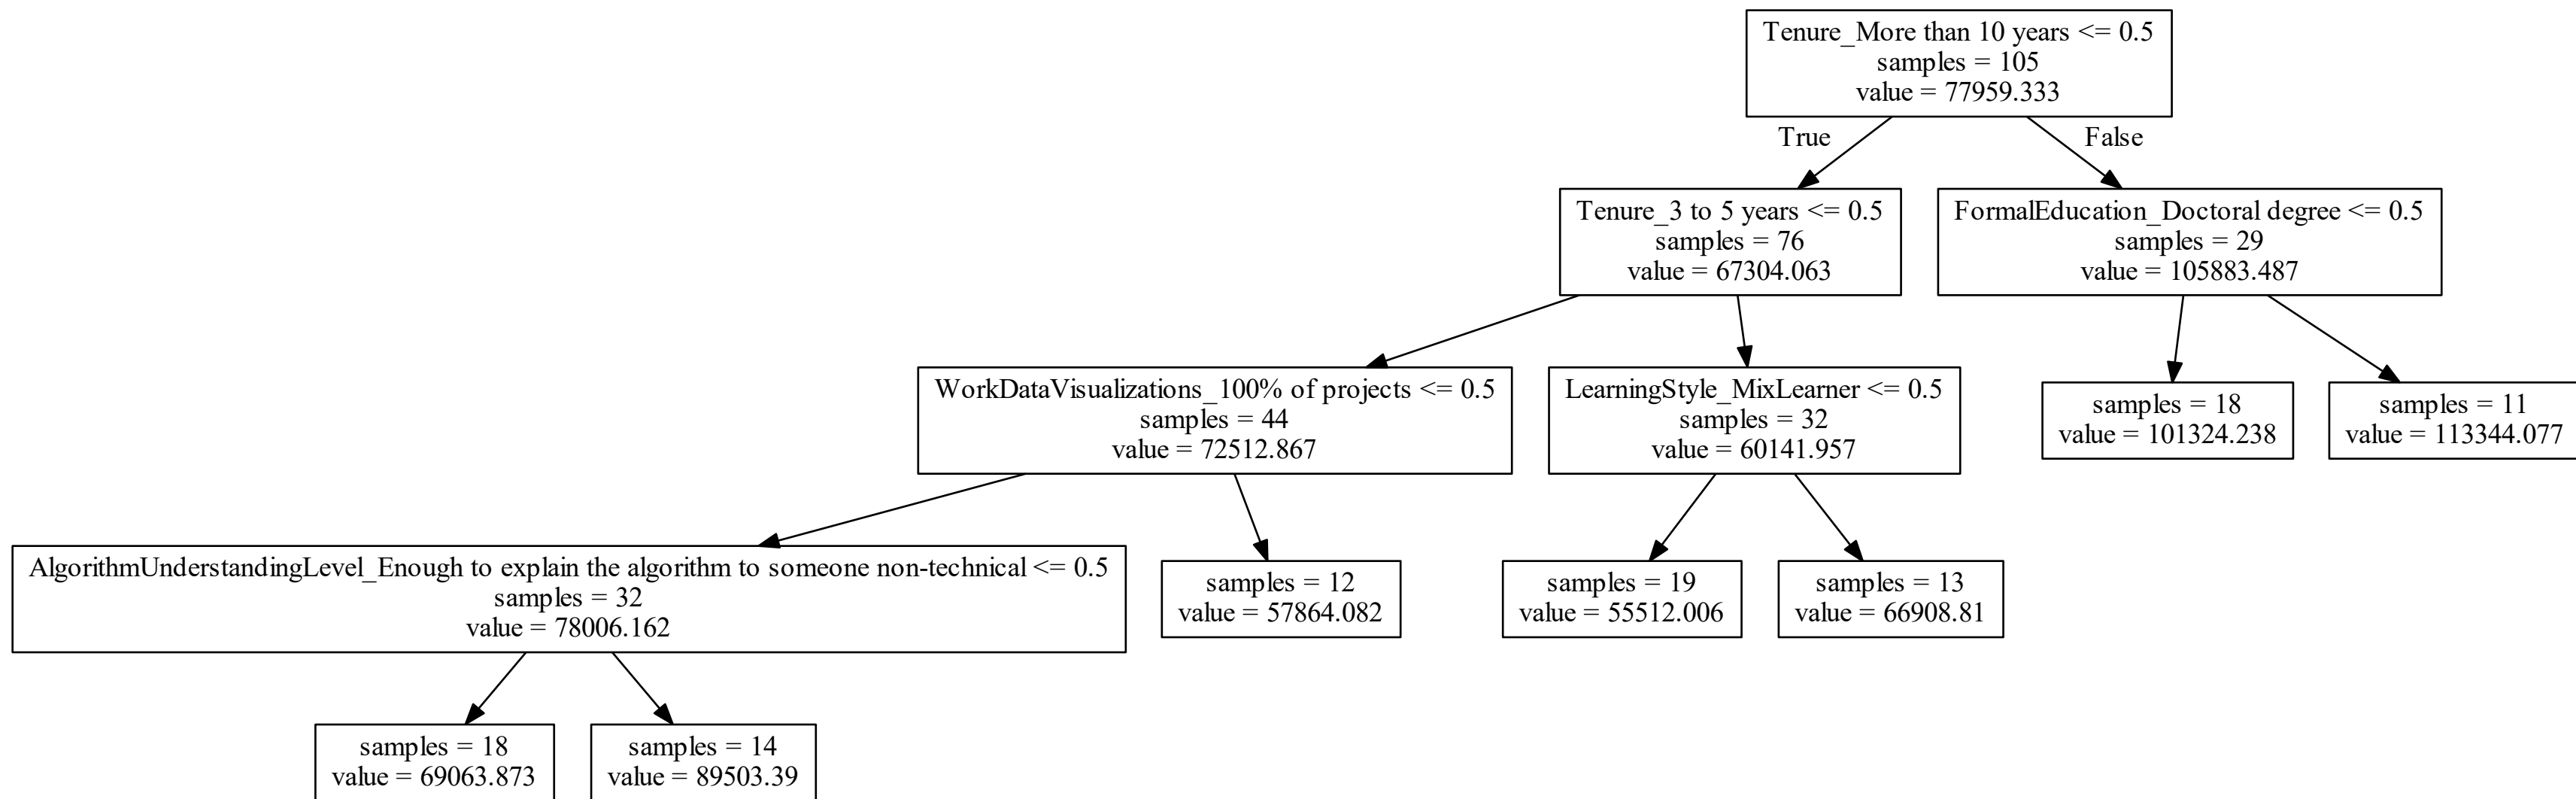 Tenure_More than 10 years <= 0.5
samples = 105
value = 77959.333
True
False
Tenure_3 to 5 years <= 0.5
samples = 76
value = 67304.063
FormalEducation_Doctoral degree <= 0.5
samples = 29
value = 105883.487
WorkDataVisualizations_100% of projects <= 0.5
samples = 44
value = 72512.867
LearningStyle_MixLearner <= 0.5
samples = 32
value = 60141.957
samples = 18
value = 101324.238
samples = 11
value = 113344.077
AlgorithmUnderstandingLevel_Enough to explain the algorithm to someone non-technical <= 0.5
samples = 32
value = 78006.162
samples = 12
value = 57864.082
samples = 19
value = 55512.006
samples = 13
value = 66908.81
samples = 18
value = 69063.873
samples = 14
value = 89503.39